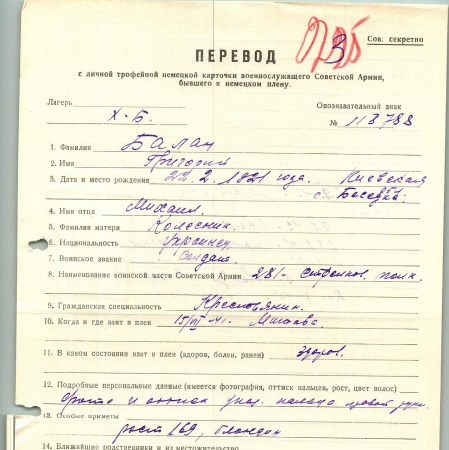 Сов. секретно
ПЕРЕВОД
с личной трофейной немецкой карточки военнослужащего Советской Армии,
бывшего в немецком плену.
Лагерь
Опознавательный знак
Х-Б.
№ 118788
1. Фамилия Балан
2. Имя Григорий
3. Дата и место рождения 22.2.1921 года. Киевская обл.
с. Беседка.
4. Имя отца Михаил.
5. Фамилия матери Колесник.
6. Национальность украинец
7. Воинское звание Солдат.
8. Наименование воинской части Советской Армии 281- стрелков. полк.
9. Гражданская специальность Крестьянин.
10. Когда и где взят в плен 15/VII-41.
11. В каком состоянии взят в плен (здоров, болен, ранен) здоров.
12. Подробные персональные данные (имеется фотография, оттиск пальцев, рост, цвет волос)
фото и оттиск указ. пальца правой руки.
13. Особые приметы
рост 169, блондин
14. Ближайшие родственники и их местожительство